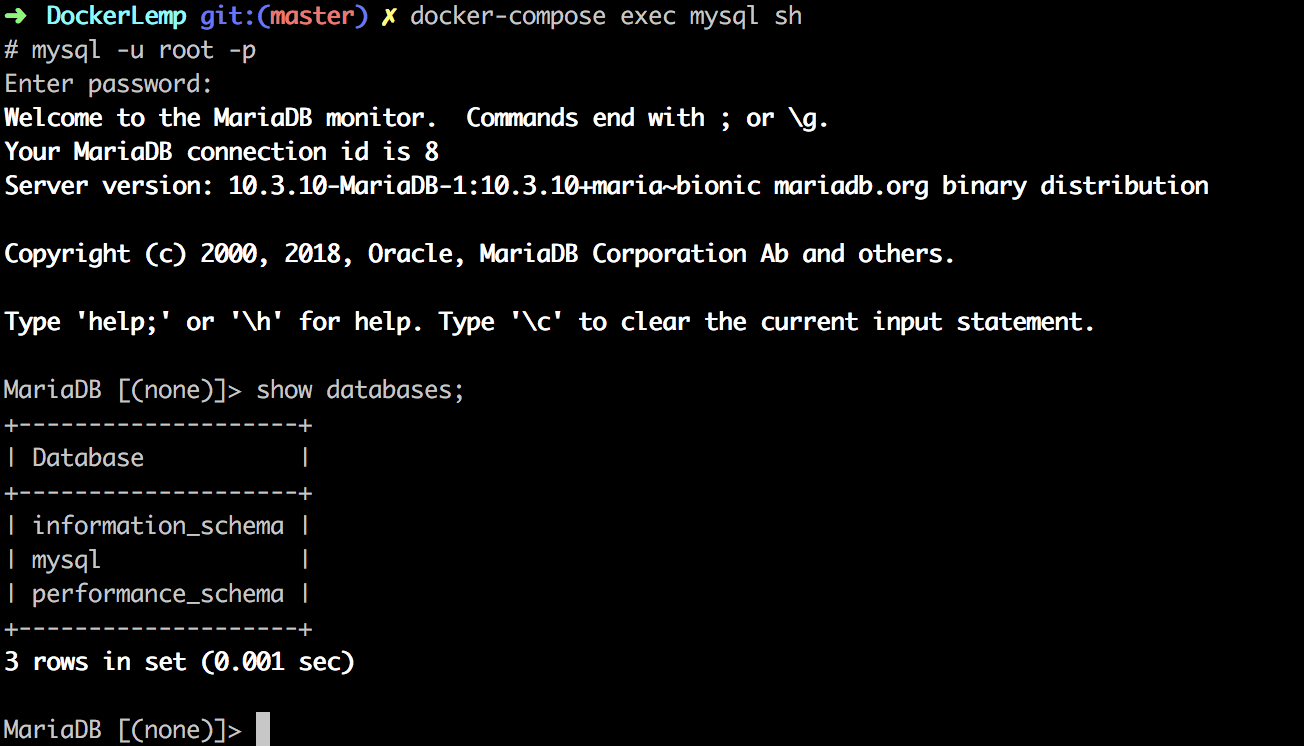 ➜ DockerLemp git:(master) ✗ docker-compose exec mysql sh
# mysql -u root -p
Enter password:
Welcome to the MariaDB monitor.  Commands end with ; or \g.
Your MariaDB connection id is 8
Server version: 10.3.10-MariaDB-1:10.3.10+maria~bionic mariadb.org binary distribution
Copyright (c) 2000, 2018, Oracle, MariaDB Corporation Ab and others.
Type 'help;' or '\h' for help. Type '\c' to clear the current input statement.
MariaDB [(none)]> show databases;
+--------------------+
| Database           |
+--------------------+
| information_schema |
| mysql              |
| performance_schema |
+--------------------+
3 rows in set (0.001 sec)
MariaDB [(none)]>